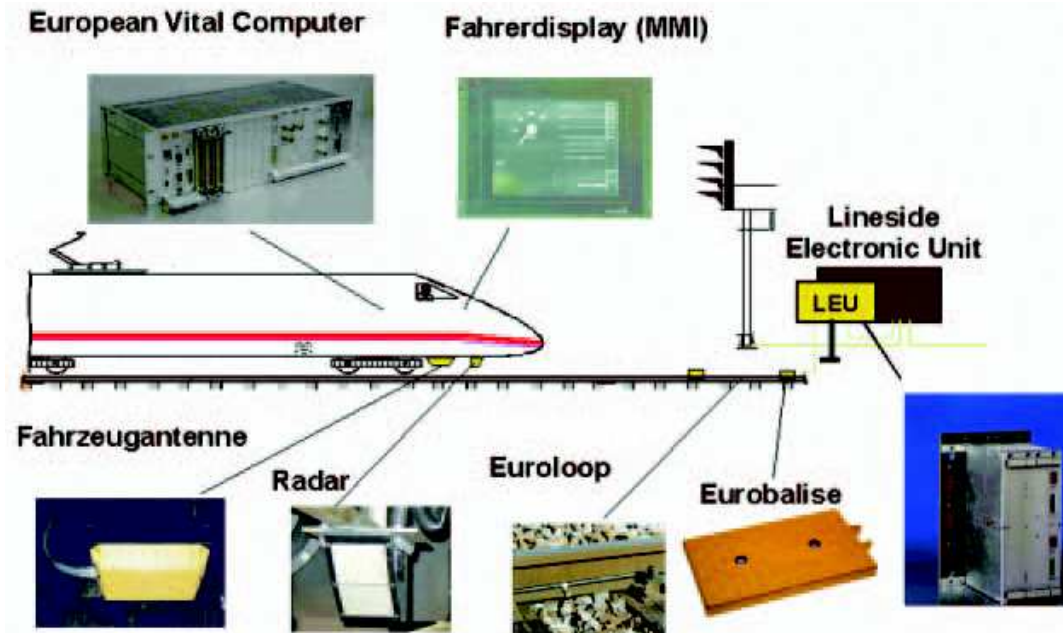 European Vital Computer
Fahrerdisplay (MMI)
Lineside
Electronic Unit
LEU
Fahrzeugantenne
Radar
Euroloop
Eurobalise